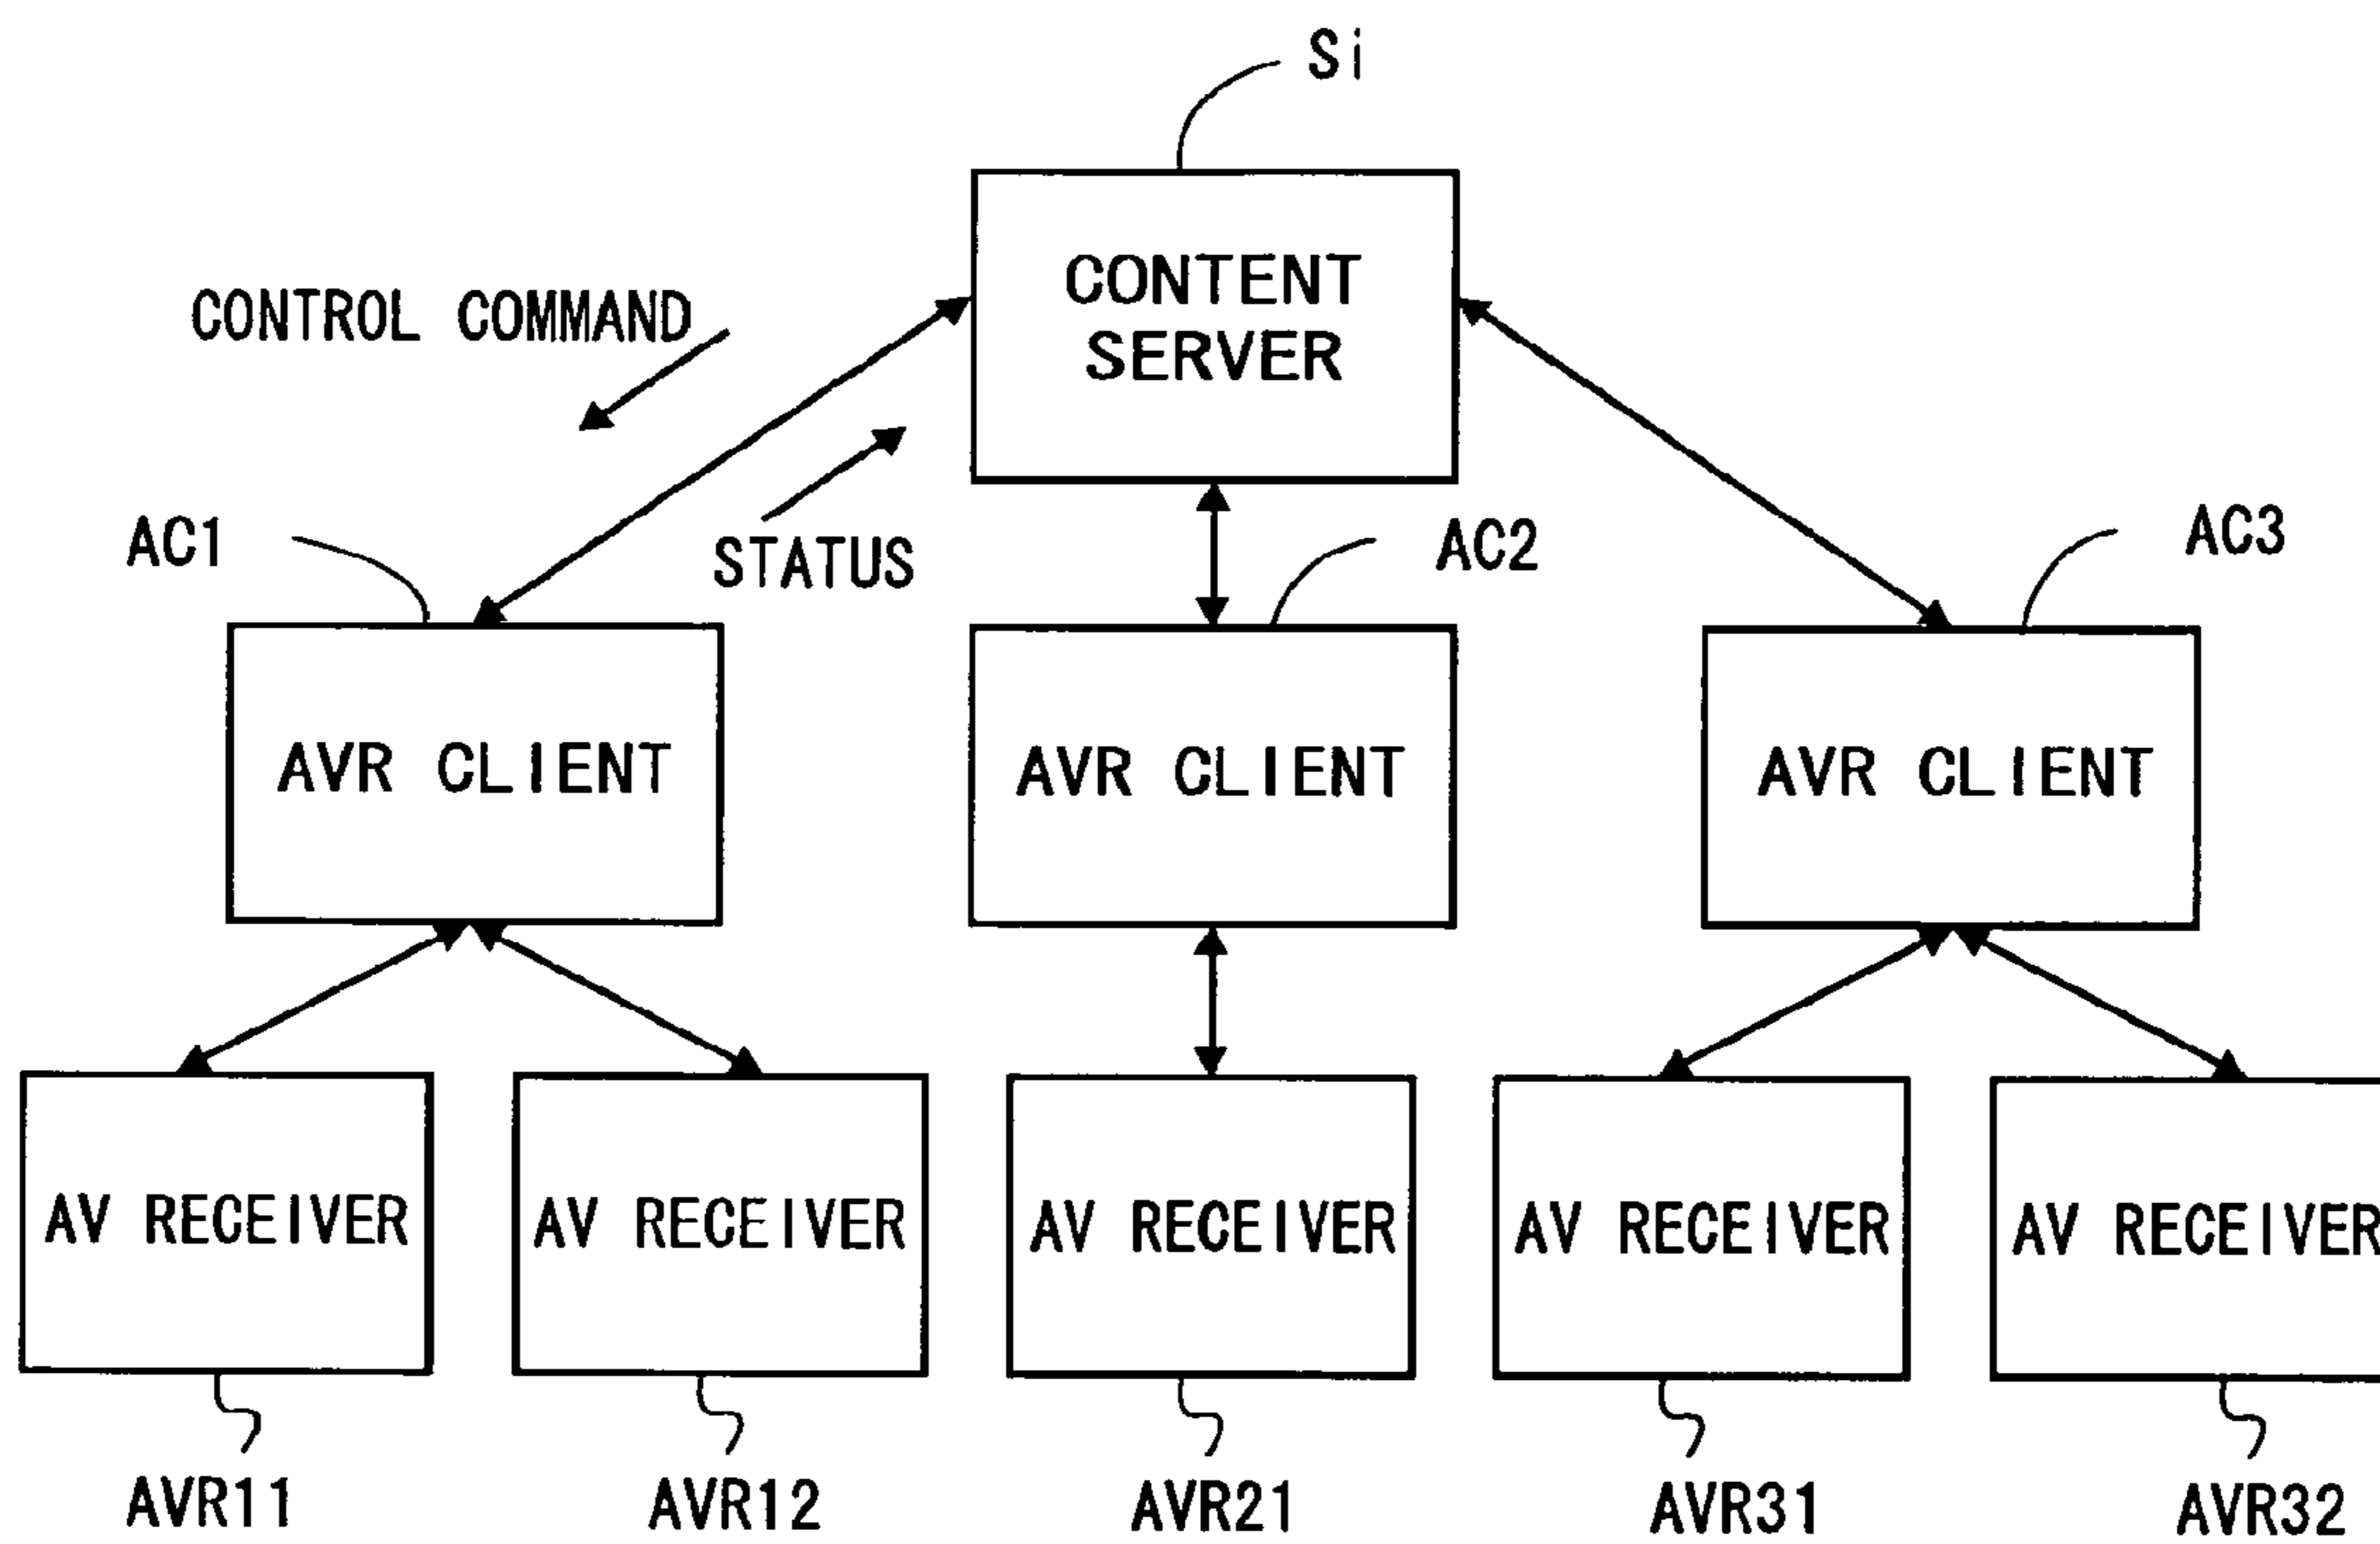 Si
CONTENT
SERVER
CONTROL COMMAND
STATUS
AC1
AC2
AC3
AVR CLIENT
AVR CLIENT
AVR CLIENT
AV RECEIVER
AV RECEIVER
AV RECEIVER
AV RECEIVER
AV RECEIVER
AVR11
AVR12
AVR21
AVR31
AVR32